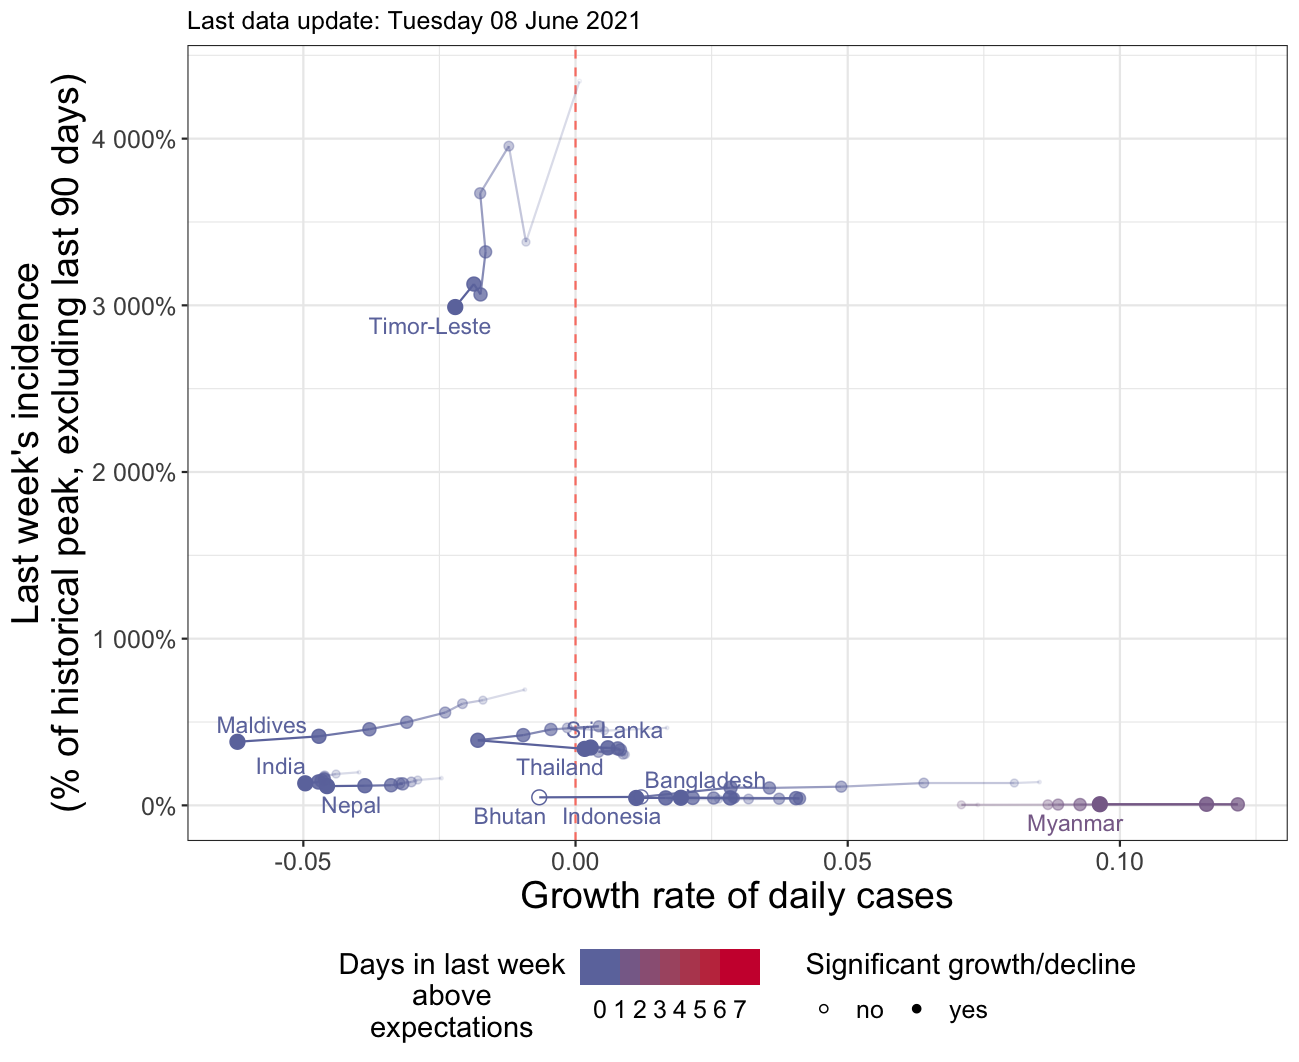 Last data update: Tuesday 08 June 2021
Last week's incidence
(% of historical peak, excluding last 90 days)
4 000%
3 000%
2 000%
1 000%
0%
Timor-Leste
Maldives
Sri Lanka
India
Thailand
Bangladesh
Nepal
Bhutan
Indonesia
Myanmar
-0.05
0.00
0.05
0.10
Growth rate of daily cases
Days in last week
above
expectations
0 1 2 3 4 5 6 7
Significant growth/decline
no
yes